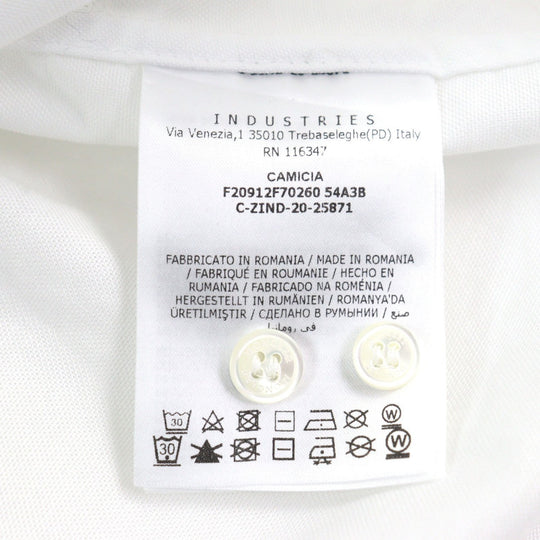 INDUSTRIES
Via Venezia,1 35010 Trebaseleghe(PD) Italy
RN 116347
CAMICIA
F20912F70260 54A3B
C-ZIND-20-25871
FABBRICATO IN ROMANIA / MADE IN ROMANIA
/ FABRIQUÉ EN ROUMANIE / HECHO EN
RUMANIA / FABRICADO NA ROMÉNIA /
HERGESTELLT IN RUMÄNIEN / ROMANYA'DA
ÜRETILMIŞTIR / СДЕЛАНО В РУМЫНИИ / صنع
في رومانيا
30 W
30 W